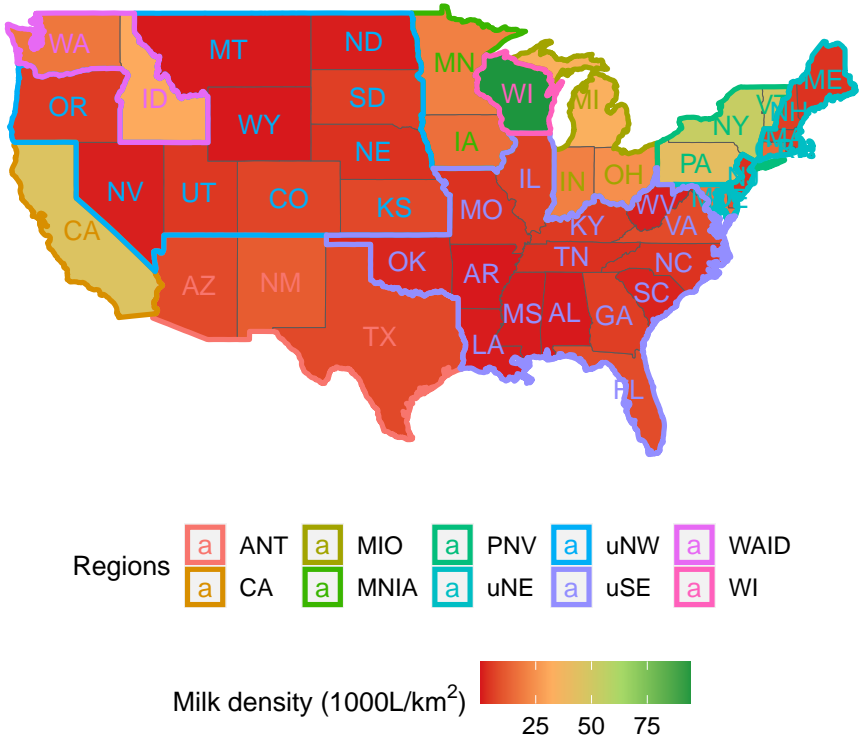 WA
MT
ND
MN
ME
OR
ID
SD
WI
MI
VT
NH
WY
NY
NE
IA
PA
NV
UT
CO
KS
IL
IN
OH
CA
MO
KY
WV
VA
AZ
NM
OK
AR
TN
NC
TX
LA
MS
AL
GA
SC
FL
Regions
a ANT a MIO a PNV a uNW a WAID
a CA a MNIA a uNE a uSE a WI
Milk density (1000L/km²)
25 50 75